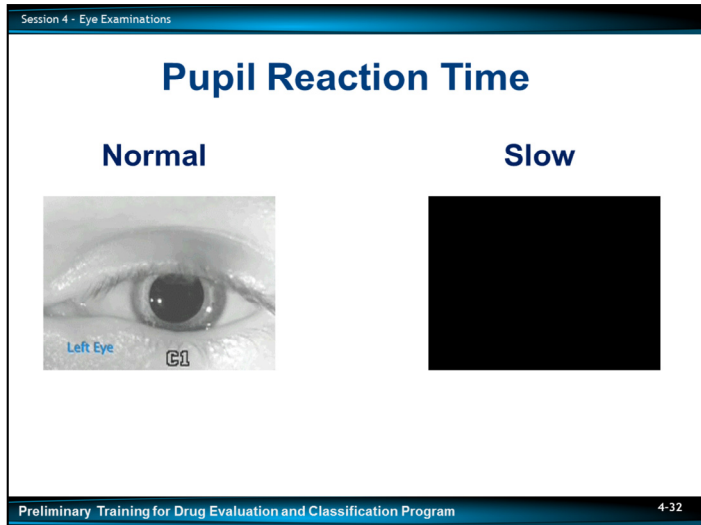 Session 4 - Eye Examinations
Pupil Reaction Time
Normal
Slow
Left Eye
C1
Preliminary Training for Drug Evaluation and Classification Program
4-32